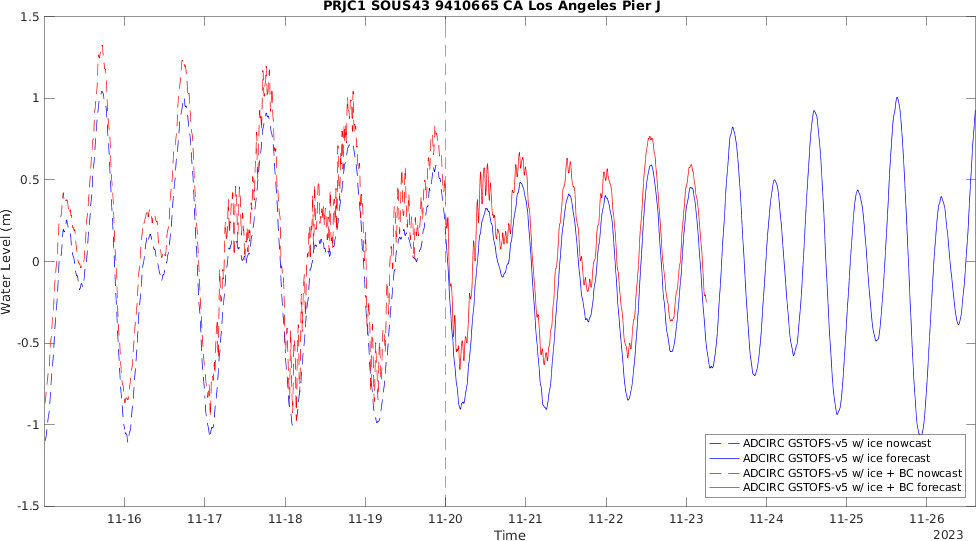 PRJC1 SOUS43 9410665 CA Los Angeles Pier J
1.5
1
0.5
0
-0.5
-1
-1.5
Water Level (m)
11-16 11-17 11-18 11-19 11-20 11-21 11-22 11-23 11-24 11-25 11-26
2023
Time
ADCIRC GSTOFS-v5 w/ ice nowcast
ADCIRC GSTOFS-v5 w/ ice forecast
ADCIRC GSTOFS-v5 w/ ice + BC nowcast
ADCIRC GSTOFS-v5 w/ ice + BC forecast